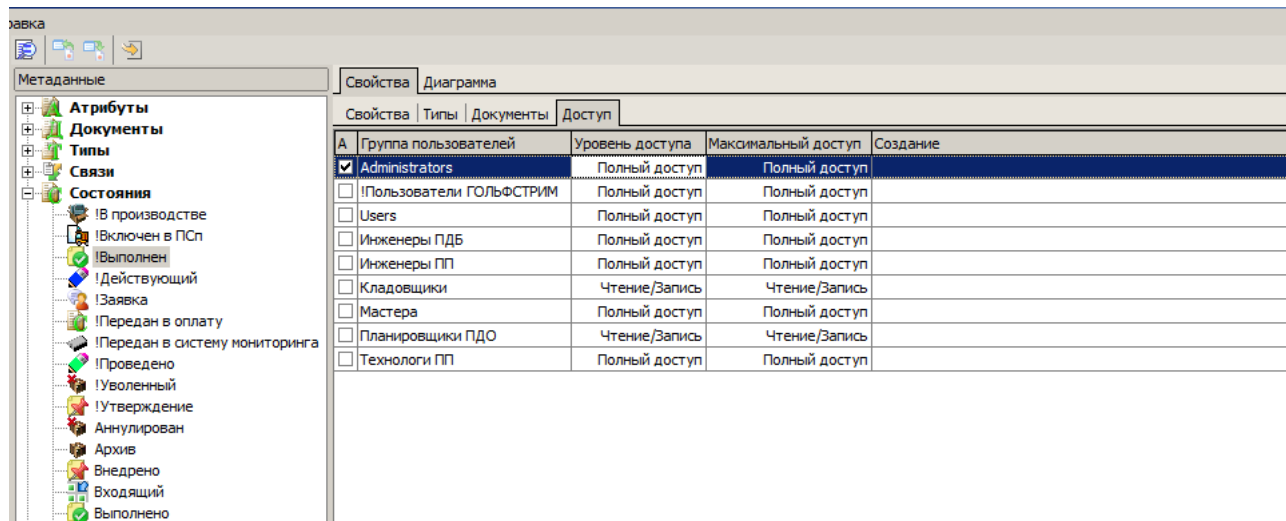 равка
Метаданные
Свойства Диаграмма
Атрибуты
Документы
Типы
Связи
Состояния
!В производстве
!Включен в ПСп
!Выполнен
!Действующий
!Заявка
!Передан в оплату
!Передан в систему мониторинга
!Проведено
!Уволенный
!Утверждение
Аннулирован
Архив
Внедрено
Входящий
Выполнено
Свойства Типы Документы Доступ
А Группа пользователей Уровень доступа Максимальный доступ Создание
Administrators Полный доступ Полный доступ
!Пользователи ГОЛЬФСТРИМ Полный доступ Полный доступ
Users Полный доступ Полный доступ
Инженеры ПДБ Полный доступ Полный доступ
Инженеры ПП Полный доступ Полный доступ
Кладовщики Чтение/Запись Чтение/Запись
Мастера Полный доступ Полный доступ
Планировщики ПДО Чтение/Запись Чтение/Запись
Технологи ПП Полный доступ Полный доступ